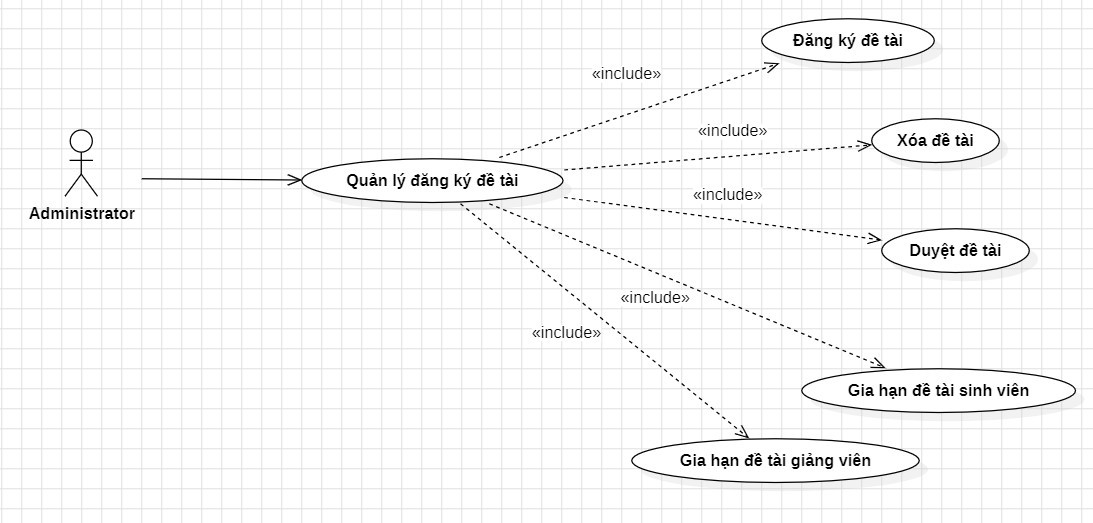 Đăng ký đề tài
«include»
«include»
Xóa đề tài
Quản lý đăng ký đề tài
«include»
Administrator
Duyệt đề tài
«include»
«include»
Gia hạn đề tài sinh viên
Gia hạn đề tài giảng viên